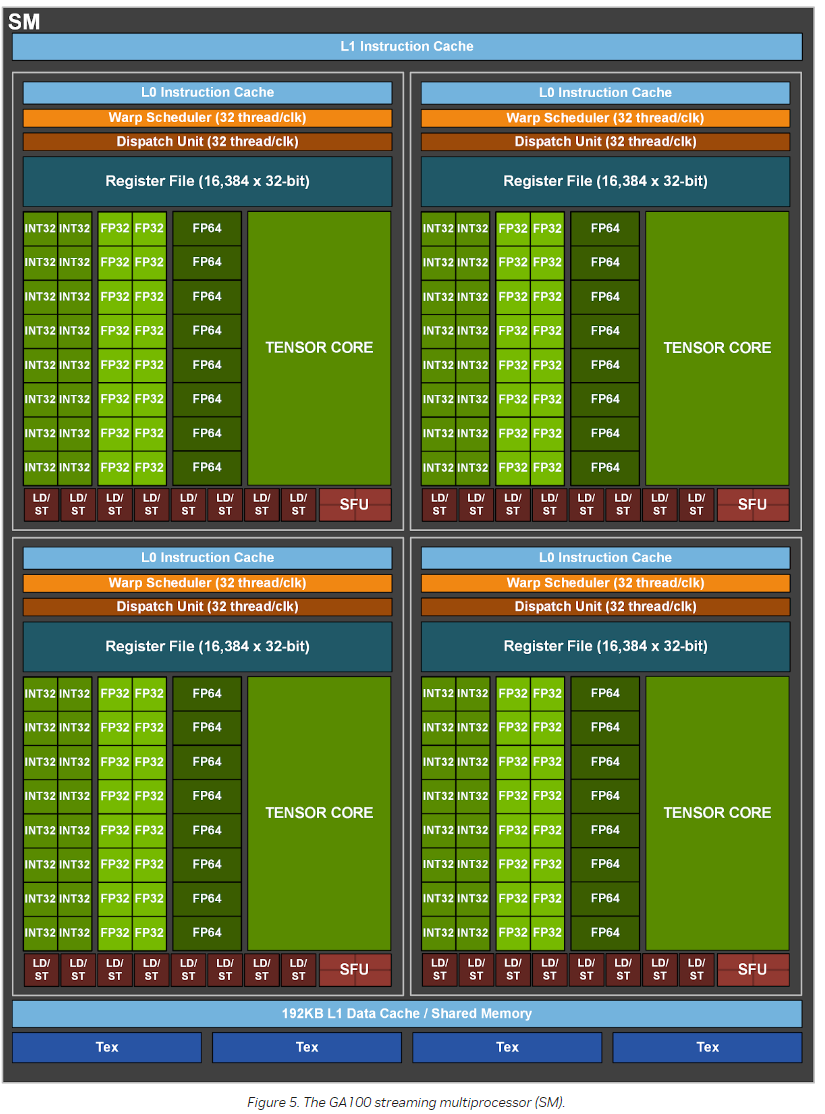 SM
L1 Instruction Cache
L0 Instruction Cache
Warp Scheduler (32 thread/clk)
Dispatch Unit (32 thread/clk)
Register File (16,384 x 32-bit)
INT32 INT32 FP32 FP32 FP64
INT32 INT32 FP32 FP32 FP64
INT32 INT32 FP32 FP32 FP64
INT32 INT32 FP32 FP32 FP64
TENSOR CORE
INT32 INT32 FP32 FP32 FP64
INT32 INT32 FP32 FP32 FP64
INT32 INT32 FP32 FP32 FP64
INT32 INT32 FP32 FP32 FP64
LD/ LD/ LD/ LD/ LD/ LD/ LD/ LD/
ST ST ST ST ST ST ST ST
SFU
L0 Instruction Cache
Warp Scheduler (32 thread/clk)
Dispatch Unit (32 thread/clk)
Register File (16,384 x 32-bit)
INT32 INT32 FP32 FP32 FP64
INT32 INT32 FP32 FP32 FP64
INT32 INT32 FP32 FP32 FP64
INT32 INT32 FP32 FP32 FP64
TENSOR CORE
INT32 INT32 FP32 FP32 FP64
INT32 INT32 FP32 FP32 FP64
INT32 INT32 FP32 FP32 FP64
INT32 INT32 FP32 FP32 FP64
LD/ LD/ LD/ LD/ LD/ LD/ LD/ LD/
ST ST ST ST ST ST ST ST
SFU
L0 Instruction Cache
Warp Scheduler (32 thread/clk)
Dispatch Unit (32 thread/clk)
Register File (16,384 x 32-bit)
INT32 INT32 FP32 FP32 FP64
INT32 INT32 FP32 FP32 FP64
INT32 INT32 FP32 FP32 FP64
INT32 INT32 FP32 FP32 FP64
TENSOR CORE
INT32 INT32 FP32 FP32 FP64
INT32 INT32 FP32 FP32 FP64
INT32 INT32 FP32 FP32 FP64
INT32 INT32 FP32 FP32 FP64
LD/ LD/ LD/ LD/ LD/ LD/ LD/ LD/
ST ST ST ST ST ST ST ST
SFU
L0 Instruction Cache
Warp Scheduler (32 thread/clk)
Dispatch Unit (32 thread/clk)
Register File (16,384 x 32-bit)
INT32 INT32 FP32 FP32 FP64
INT32 INT32 FP32 FP32 FP64
INT32 INT32 FP32 FP32 FP64
INT32 INT32 FP32 FP32 FP64
TENSOR CORE
INT32 INT32 FP32 FP32 FP64
INT32 INT32 FP32 FP32 FP64
INT32 INT32 FP32 FP32 FP64
INT32 INT32 FP32 FP32 FP64
LD/ LD/ LD/ LD/ LD/ LD/ LD/ LD/
ST ST ST ST ST ST ST ST
SFU
192KB L1 Data Cache / Shared Memory
Tex Tex Tex Tex
Figure 5. The GA100 streaming multiprocessor (SM).